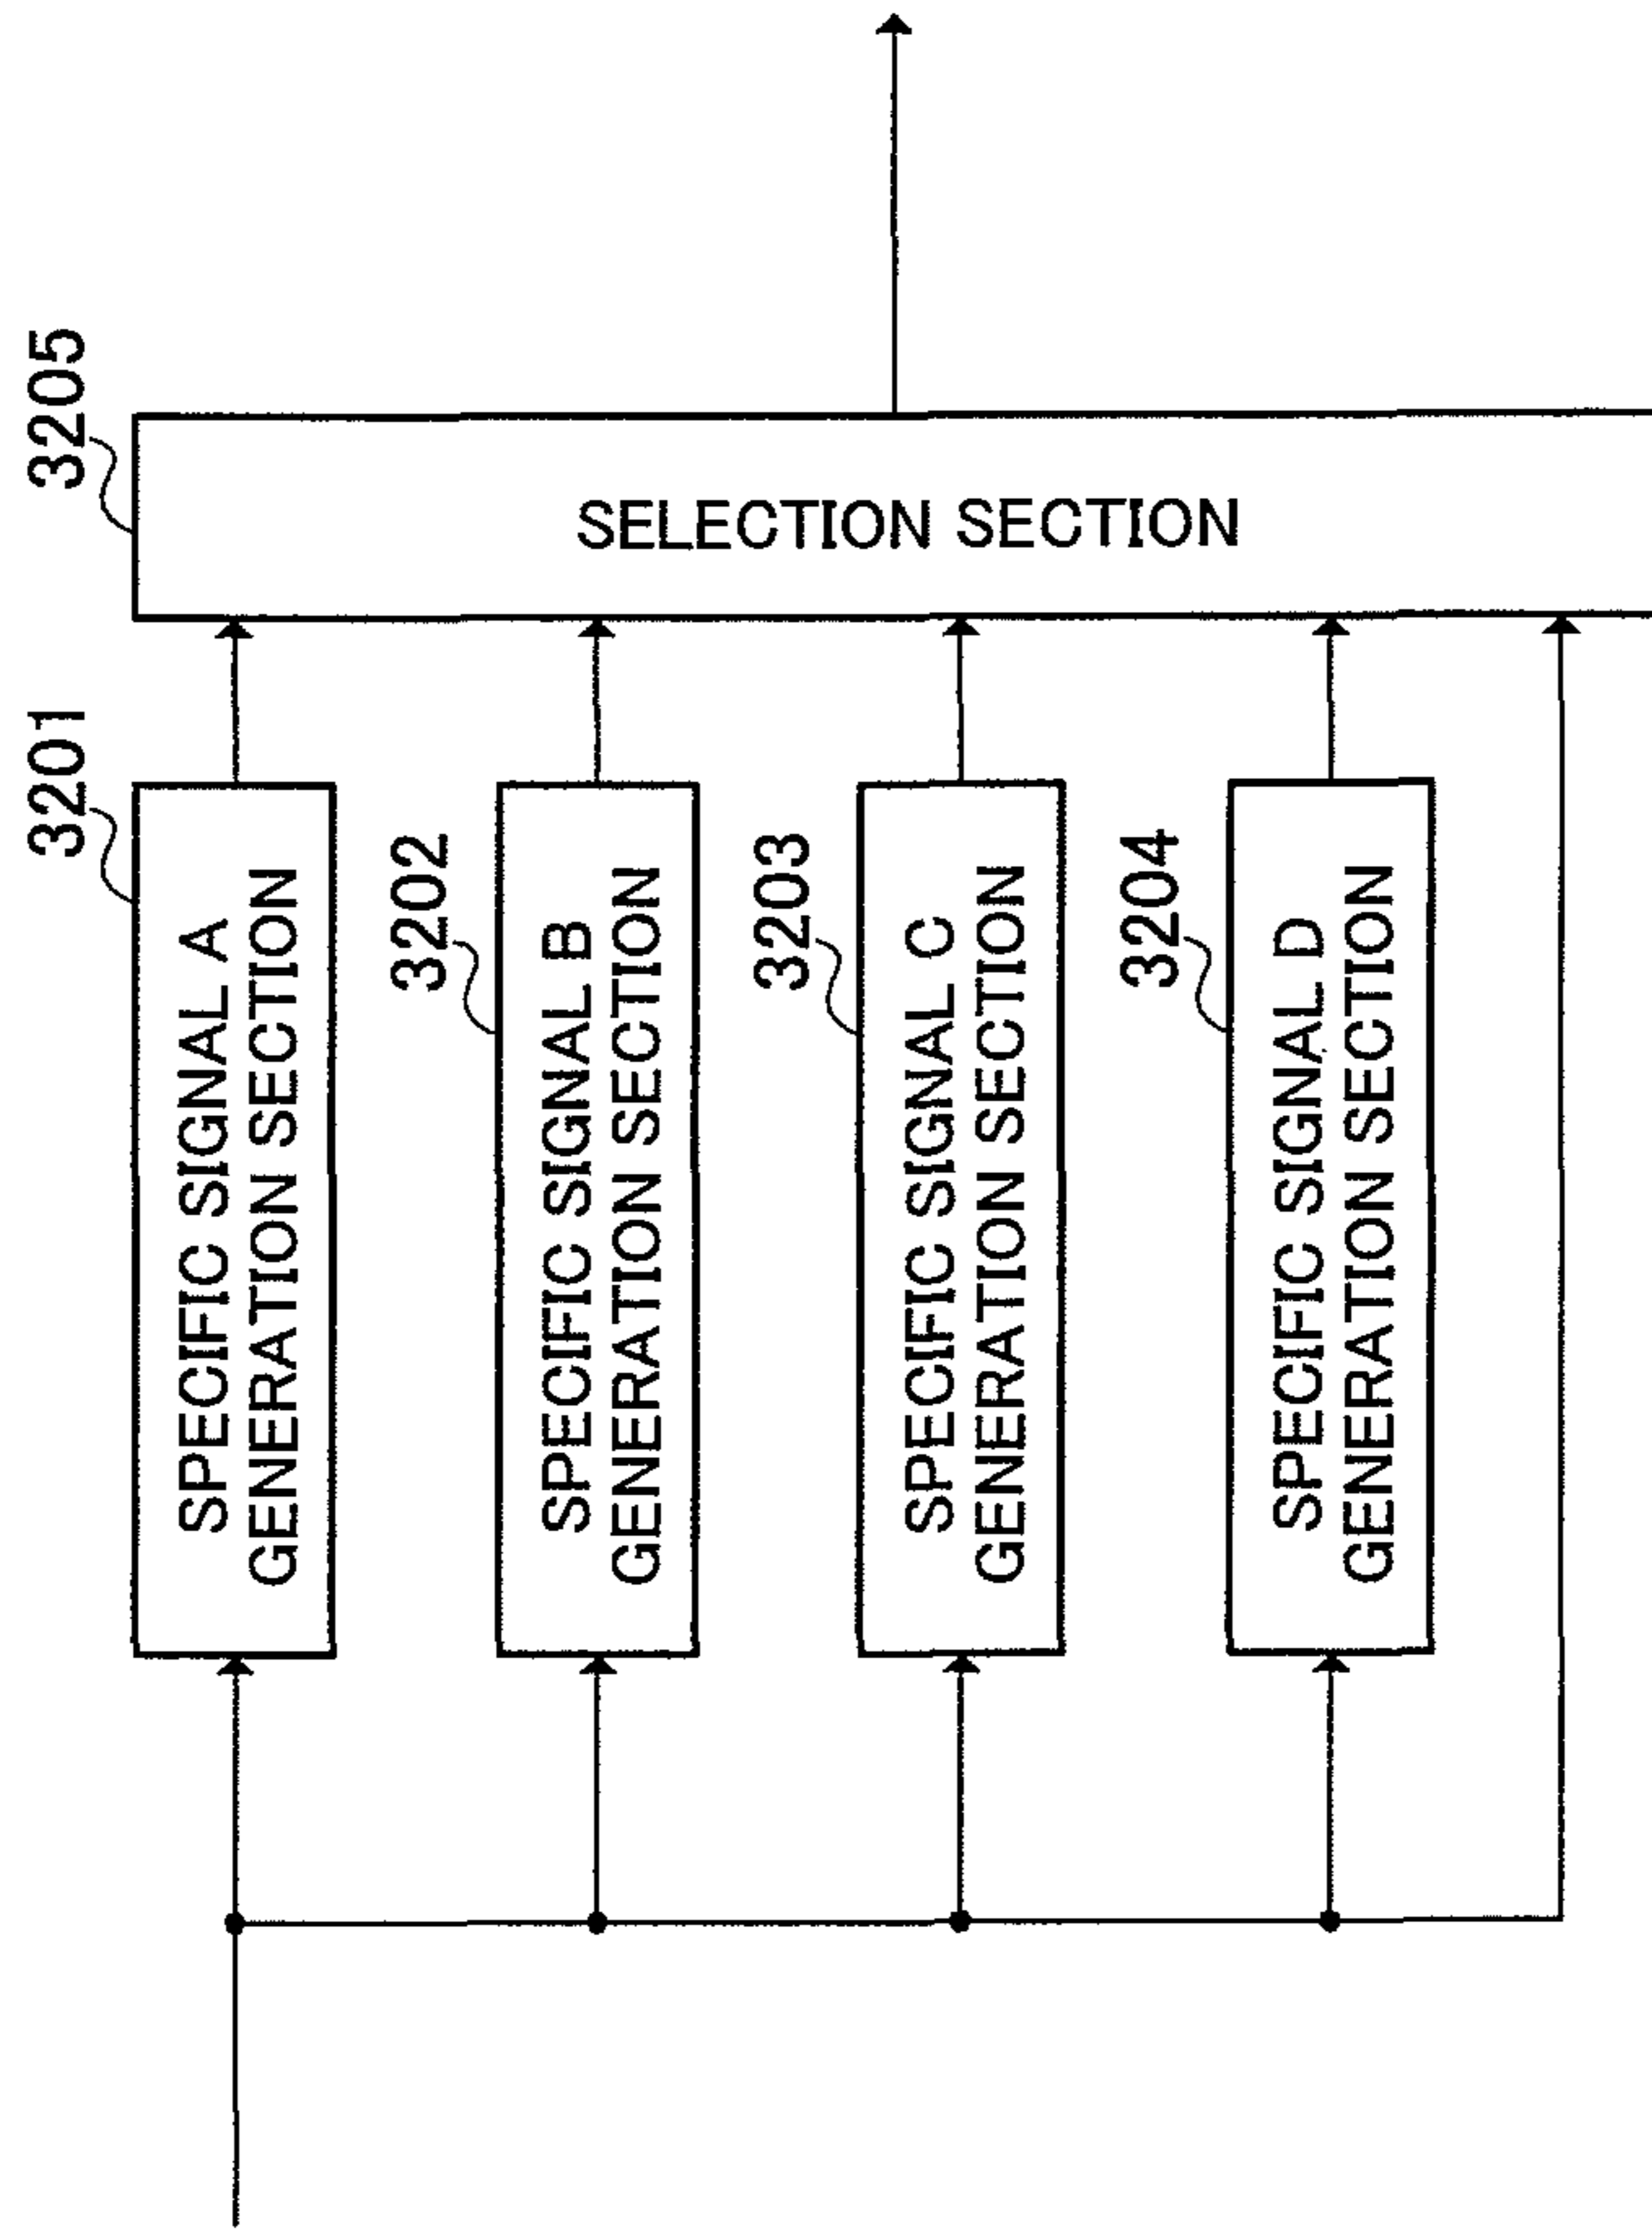 3201
SPECIFIC SIGNAL A
GENERATION SECTION
3202
SPECIFIC SIGNAL B
GENERATION SECTION
3203
SPECIFIC SIGNAL C
GENERATION SECTION
3204
SPECIFIC SIGNAL D
GENERATION SECTION
3205
SELECTION SECTION